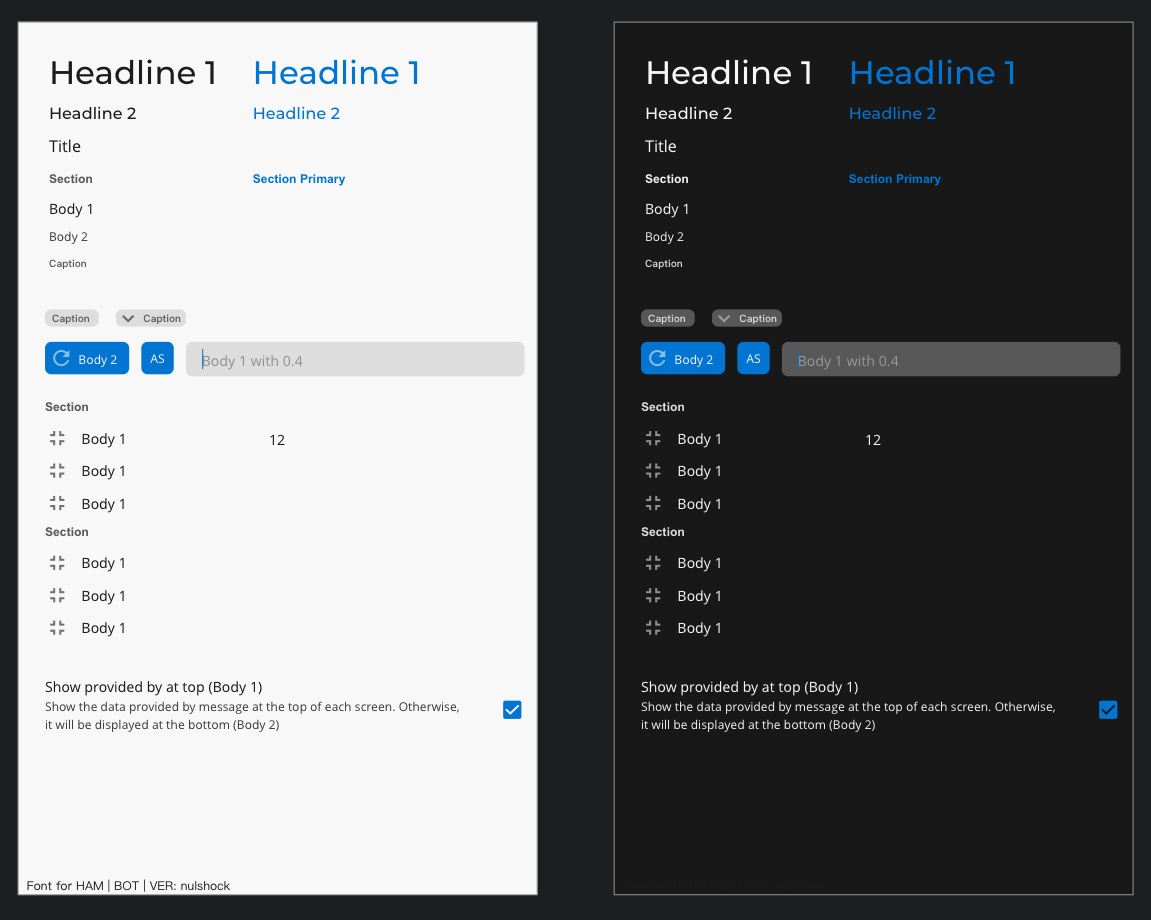 Headline 1 Headline 1
Headline 2 Headline 2
Title
Section Section Primary
Body 1
Body 2
Caption
Caption Caption
Body 2 AS Body 1 with 0.4
Section
Body 1 12
Body 1
Body 1
Section
Body 1
Body 1
Body 1
Show provided by at top (Body 1)
Show the data provided by message at the top of each screen. Otherwise,
it will be displayed at the bottom (Body 2)
Font for HAM | BOT | VER: nulshock
Headline 1 Headline 1
Headline 2 Headline 2
Title
Section Section Primary
Body 1
Body 2
Caption
Caption Caption
Body 2 AS Body 1 with 0.4
Section
Body 1 12
Body 1
Body 1
Section
Body 1
Body 1
Body 1
Show provided by at top (Body 1)
Show the data provided by message at the top of each screen. Otherwise,
it will be displayed at the bottom (Body 2)